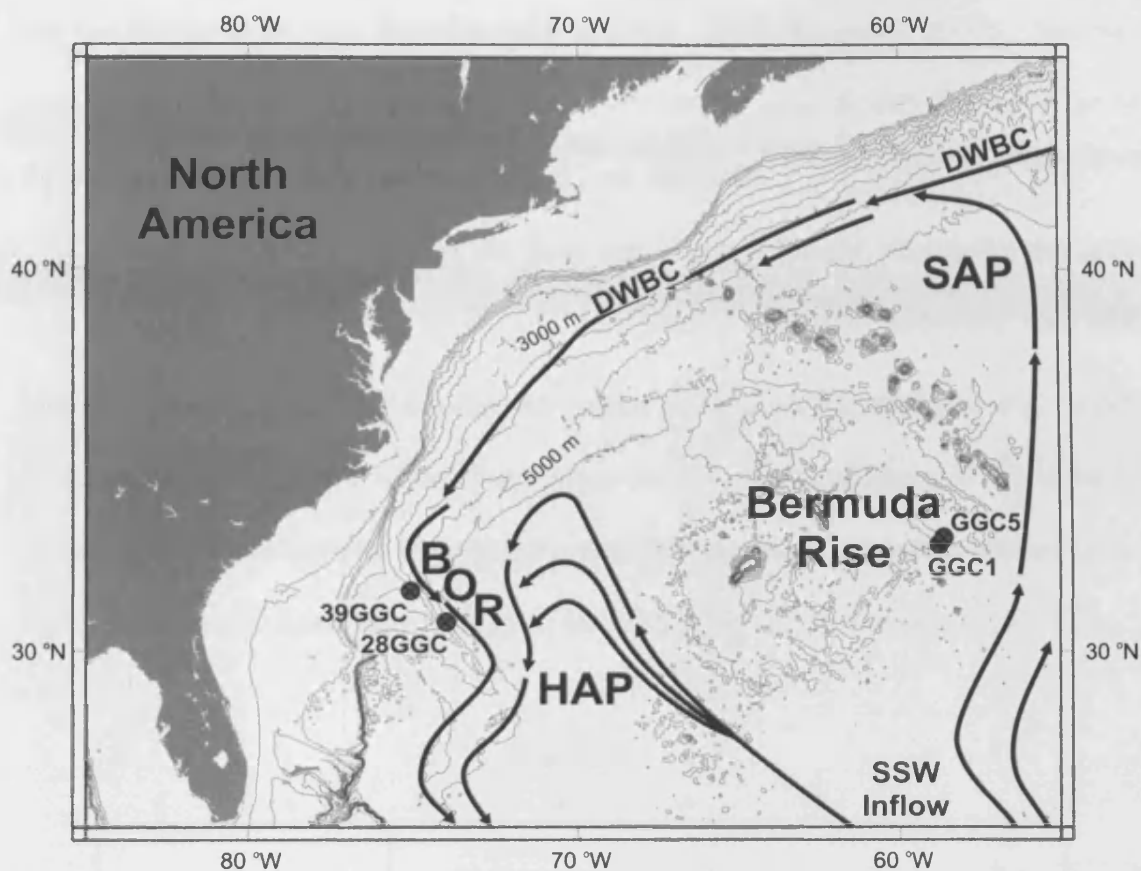 80 °W
70 °W
60 °W
North
America
DWBC
40 °N
SAP
40 °N
DWBC
3000 m
5000 m
Bermuda
Rise
GGC5
GGC1
BOR
39GGC
28GGC
30 °N
30 °N
HAP
SSW
Inflow
80 °W
70 °W
60 °W